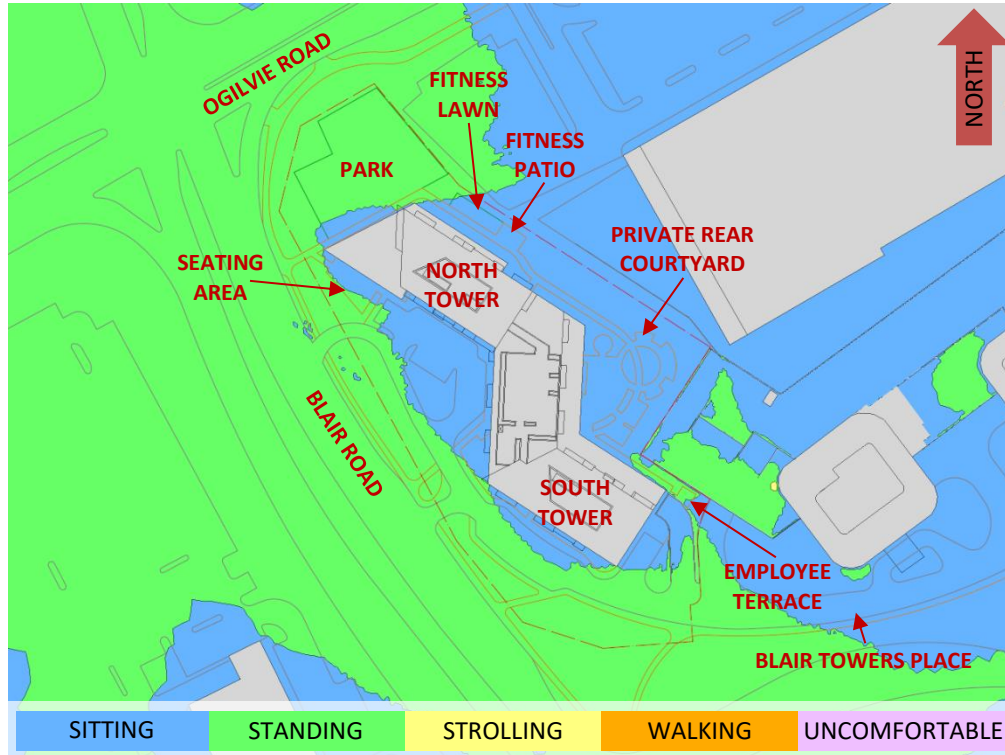 NORTH
OGILVIE ROAD
FITNESS
LAWN
FITNESS
PATIO
PARK
PRIVATE REAR
COURTYARD
SEATING
AREA
NORTH
TOWER
BLAIR ROAD
SOUTH
TOWER
EMPLOYEE
TERRACE
BLAIR TOWERS PLACE
SITTING
STANDING
STROLLING
WALKING
UNCOMFORTABLE